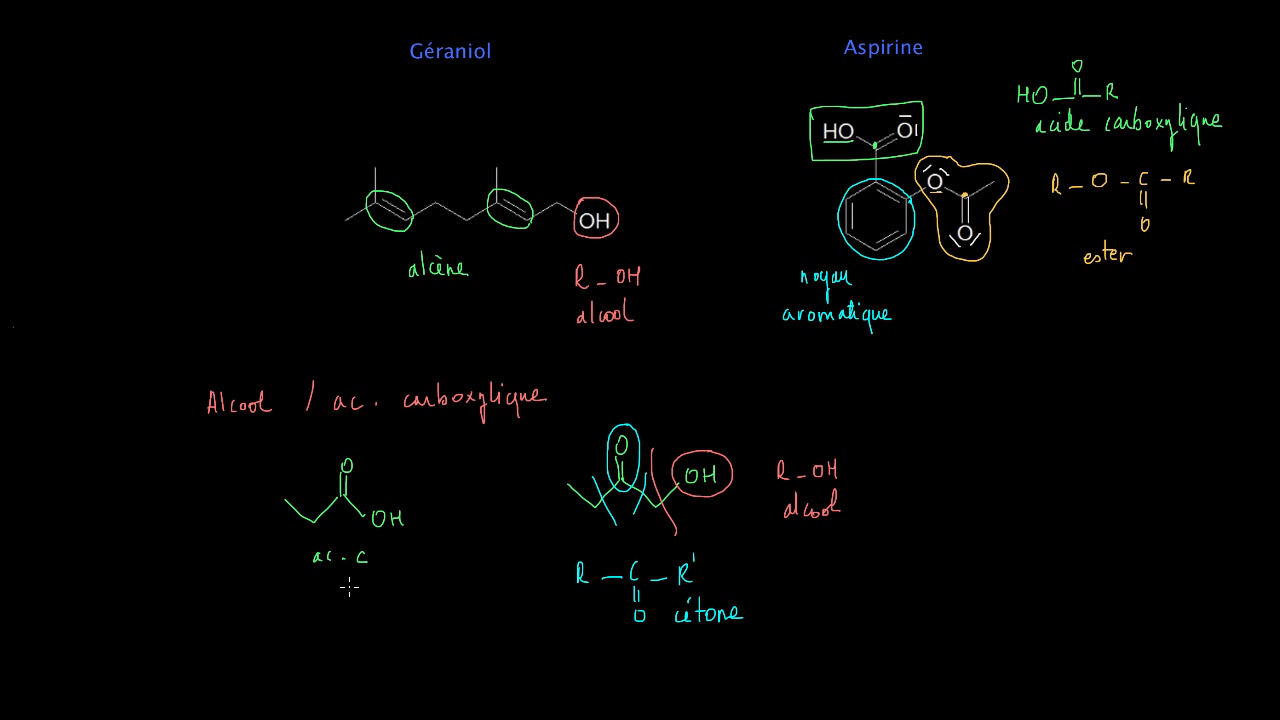 Géraniol
Aspirine
HO O
HO O R
acide carboxylique
O
O
R - O - C - R
O
ester
OH
alcène
R - OH
alcool
noyau
aromatique
Alcool / ac. carboxylique
O
OH
ac. C
O
OH
R - OH
alcool
R - C - R'
O
cétone